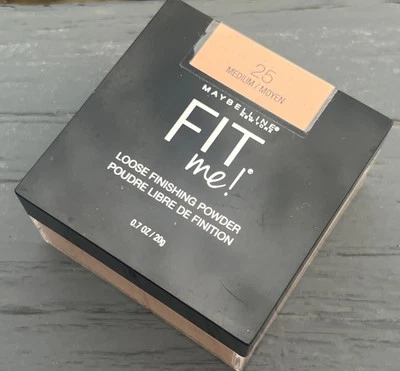 25
MEDIUM/MOYEN
MAYBELLINE®
NEW YORK
FIT
me!®
LOOSE FINISHING POWDER
POUDRE LIBRE DE FINITION
0.7 OZ/20g